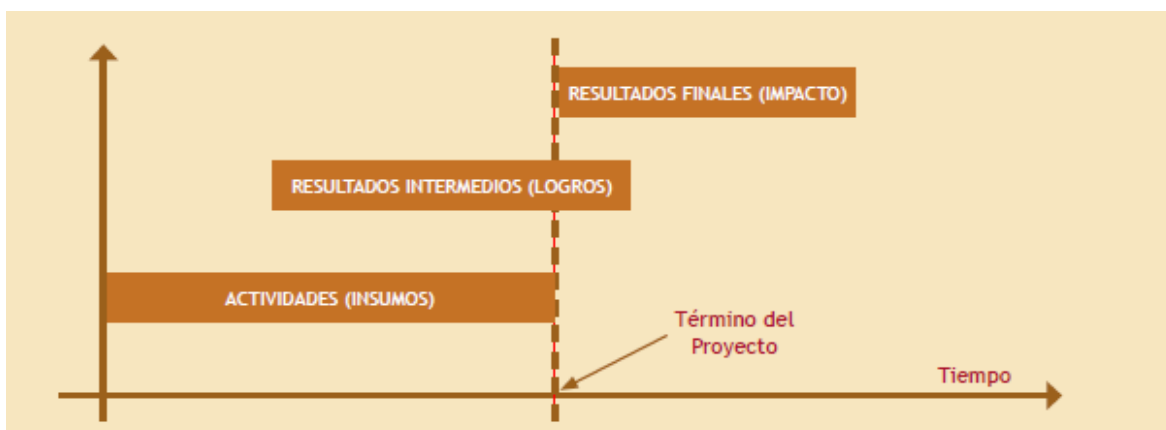 RESULTADOS FINALES (IMPACTO)
RESULTADOS INTERMEDIOS (LOGROS)
ACTIVIDADES (INSUMOS)
Término del
Proyecto
Tiempo